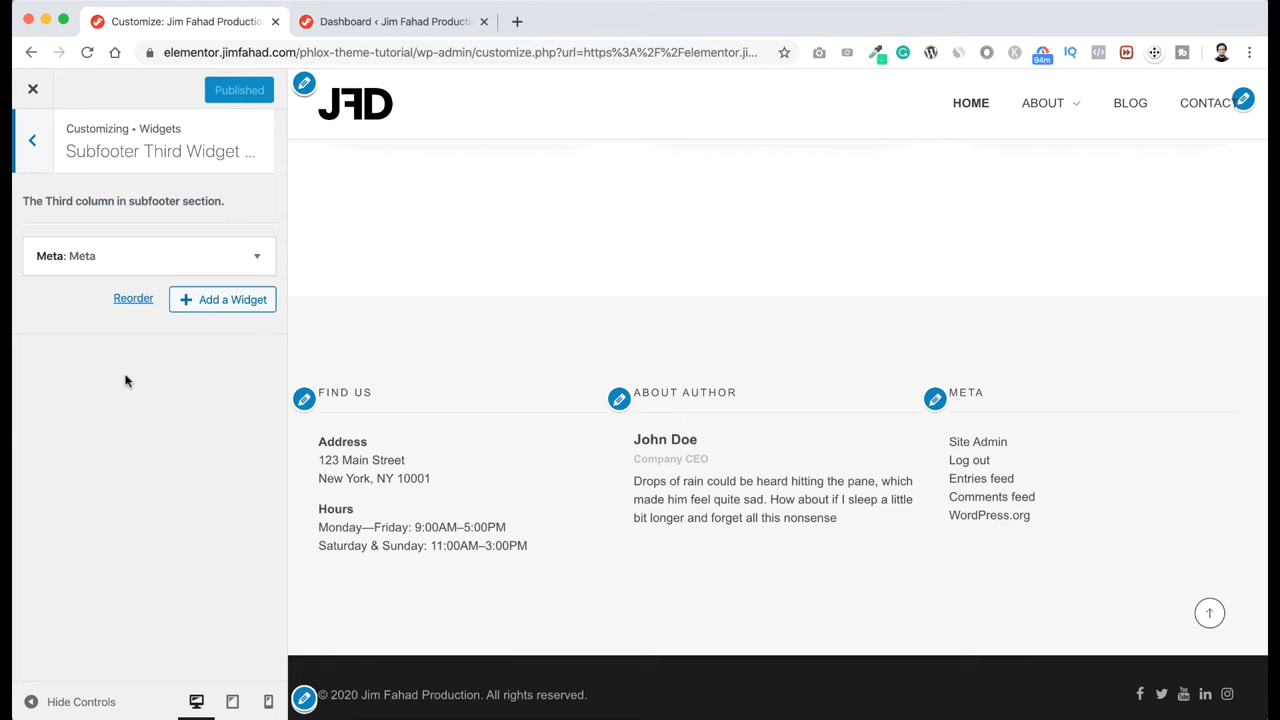 Customize: Jim Fahad Productio
Dashboard ‹ Jim Fahad Producti
elementor.jimfahad.com/phlox-theme-tutorial/wp-admin/customize.php?url=https%3A%2F%2Felementor.ji...
94m
IQ
Published
Customizing ▸ Widgets
Subfooter Third Widget ...
The Third column in subfooter section.
Meta: Meta
Reorder
Add a Widget
Hide Controls
JFD
HOME
ABOUT
BLOG
CONTACT
FIND US
Address
123 Main Street
New York, NY 10001
Hours
Monday—Friday: 9:00AM–5:00PM
Saturday & Sunday: 11:00AM–3:00PM
ABOUT AUTHOR
John Doe
Company CEO
Drops of rain could be heard hitting the pane, which
made him feel quite sad. How about if I sleep a little
bit longer and forget all this nonsense
META
Site Admin
Log out
Entries feed
Comments feed
WordPress.org
© 2020 Jim Fahad Production. All rights reserved.